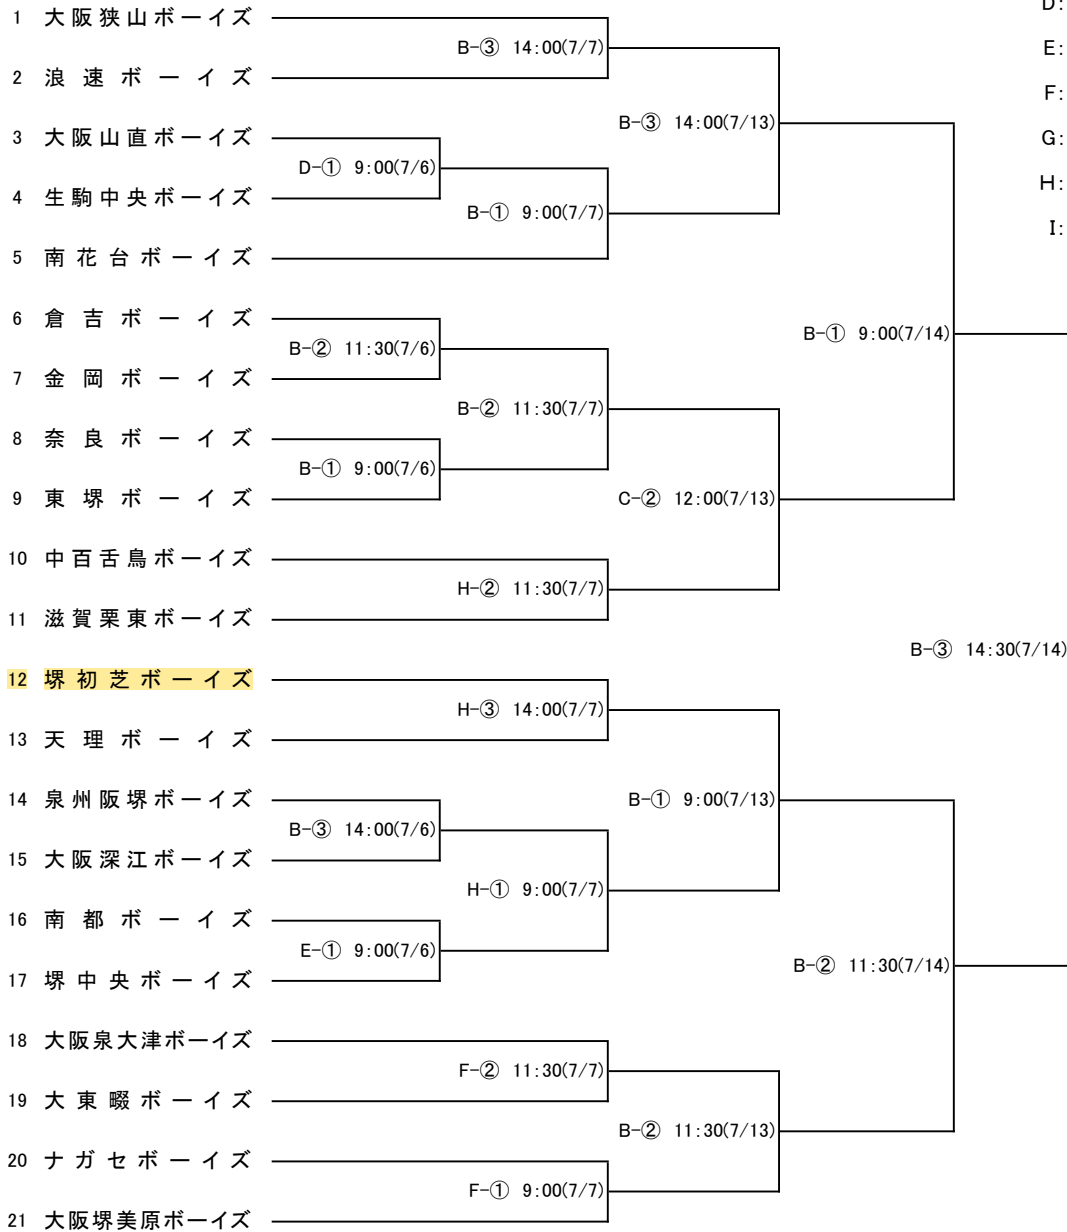 D:
1 大阪狭山ボーイズ
B-③ 14:00(7/7)
E:
2 浪速ボーイズ
F:
B-③ 14:00(7/13)
3 大阪山直ボーイズ
G:
D-① 9:00(7/6)
H:
4 生駒中央ボーイズ
B-① 9:00(7/7)
I:
5 南花台ボーイズ
6 倉吉ボーイズ
B-① 9:00(7/14)
B-② 11:30(7/6)
7 金岡ボーイズ
B-② 11:30(7/7)
8 奈良ボーイズ
B-① 9:00(7/6)
9 東堺ボーイズ
C-② 12:00(7/13)
10 中百舌鳥ボーイズ
H-② 11:30(7/7)
11 滋賀栗東ボーイズ
B-③ 14:30(7/14)
12 堺初芝ボーイズ
H-③ 14:00(7/7)
13 天理ボーイズ
14 泉州阪堺ボーイズ
B-① 9:00(7/13)
B-③ 14:00(7/6)
15 大阪深江ボーイズ
H-① 9:00(7/7)
16 南都ボーイズ
E-① 9:00(7/6)
B-② 11:30(7/14)
17 堺中央ボーイズ
18 大阪泉大津ボーイズ
F-② 11:30(7/7)
19 大東畷ボーイズ
B-② 11:30(7/13)
20 ナガセボーイズ
F-① 9:00(7/7)
21 大阪堺美原ボーイズ